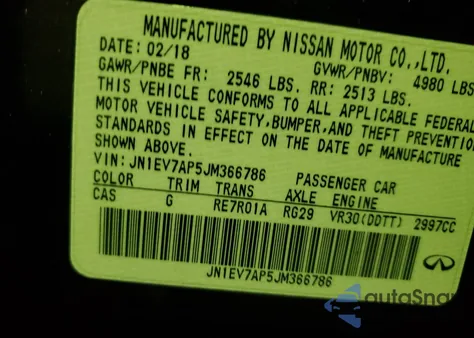 MANUFACTURED BY NISSAN MOTOR CO.,LTD.
DATE: 02/18 GVWR/PNBV: 4980 LBS
GAWR/PNBE FR: 2546 LBS. RR: 2513 LBS.
THIS VEHICLE CONFORMS TO ALL APPLICABLE FEDERAL
MOTOR VEHICLE SAFETY,BUMPER,AND THEFT PREVENTIO
STANDARDS IN EFFECT ON THE DATE OF MANUFACTURE
SHOWN ABOVE.
VIN: JN1EV7AP5JM366786 PASSENGER CAR
COLOR TRIM TRANS AXLE ENGINE
CAS G RE7R01A RG29 VR30(DDTT) 2997CC
JN1EV7AP5JM366786
autoSna